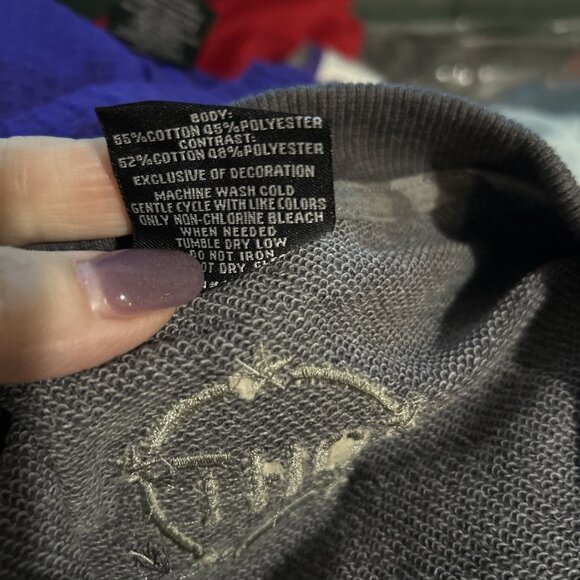 BODY:
55%COTTON 45%POLYESTER
CONTRAST:
52%COTTON 48%POLYESTER
EXCLUSIVE OF DECORATION
MACHINE WASH COLD
GENTLE CYCLE WITH LIKE COLORS
ONLY NON-CHLORINE BLEACH
WHEN NEEDED
TUMBLE DRY LOW
DO NOT IRON
DRY